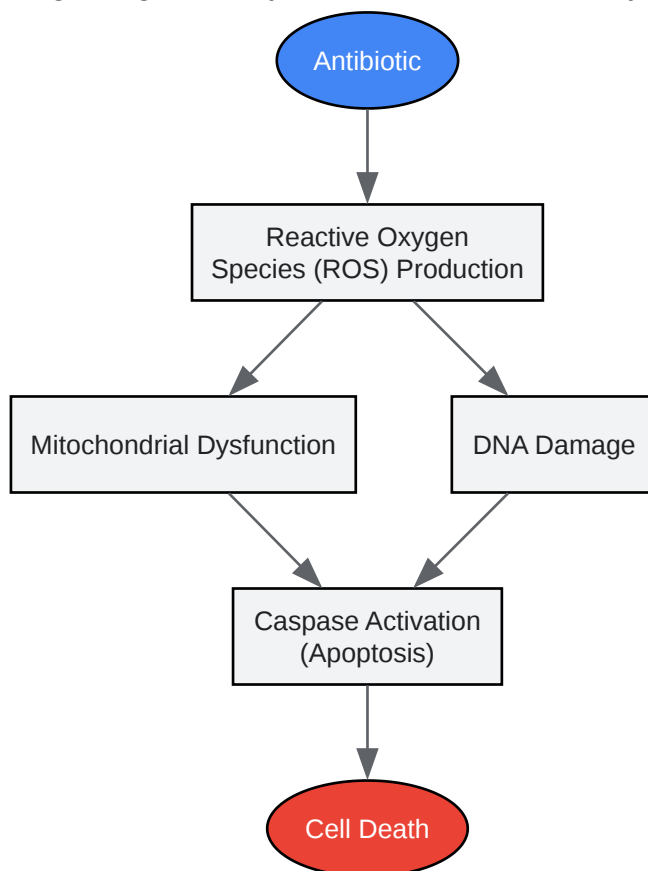 Antibiotic
Reactive Oxygen
Species (ROS) Production
Mitochondrial Dysfunction
DNA Damage
Caspase Activation
(Apoptosis)
Cell Death